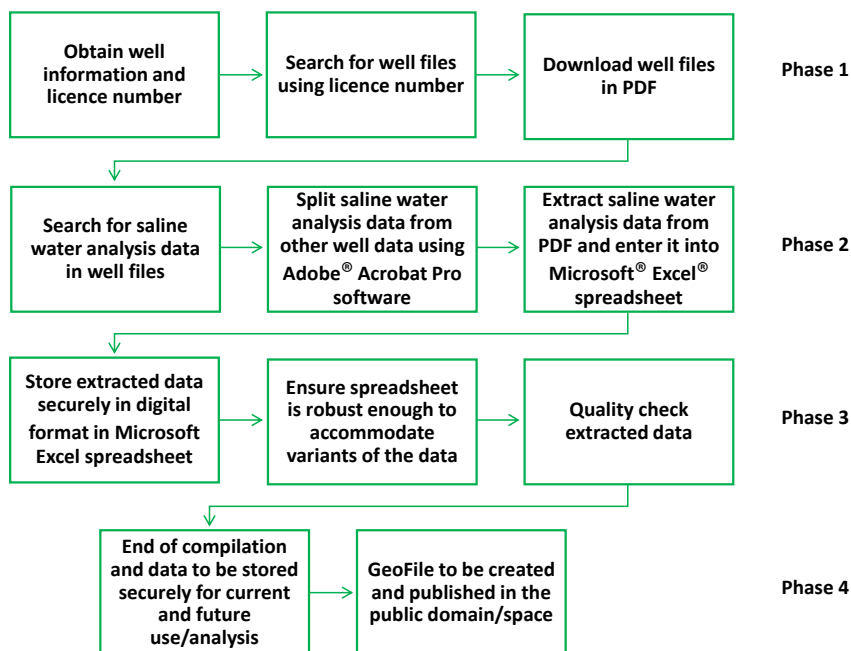 Obtain well
information and
licence number
Search for well files
using licence number
Download well files
in PDF
Phase 1
Search for saline
water analysis data
in well files
Split saline water
analysis data from
other well data using
Adobe® Acrobat Pro
software
Extract saline water
analysis data from
PDF and enter it into
Microsoft® Excel®
spreadsheet
Phase 2
Store extracted data
securely in digital
format in Microsoft
Excel spreadsheet
Ensure spreadsheet
is robust enough to
accommodate
variants of the data
Quality check
extracted data
Phase 3
End of compilation
and data to be stored
securely for current
and future
use/analysis
GeoFile to be created
and published in the
public domain/space
Phase 4